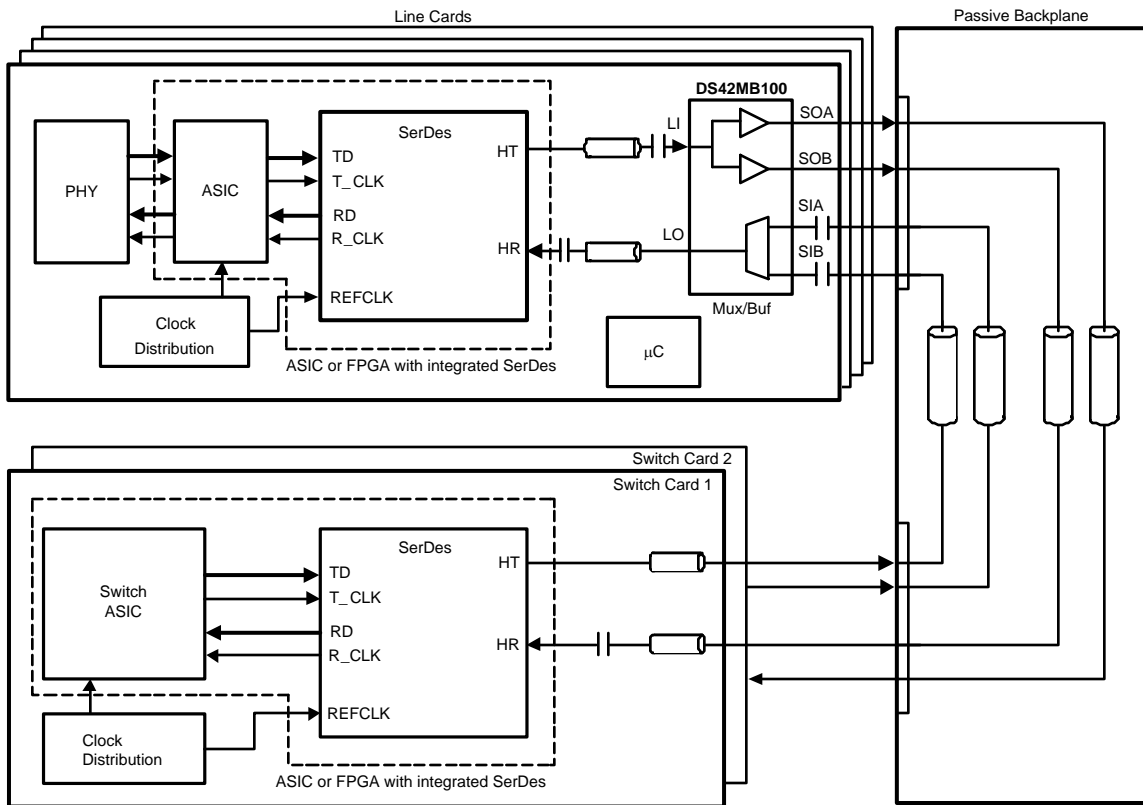 Line Cards
Passive Backplane
DS42MB100
SerDes
LI
SOA
HT
TD
SOB
PHY
ASIC
T_CLK
RD
SIA
R_CLK
LO
HR
SIB
REFCLK
Mux/Buf
Clock
Distribution
μC
ASIC or FPGA with integrated SerDes
Switch Card 2
Switch Card 1
SerDes
HT
TD
Switch
ASIC
T_CLK
RD
HR
R_CLK
REFCLK
Clock
Distribution
ASIC or FPGA with integrated SerDes